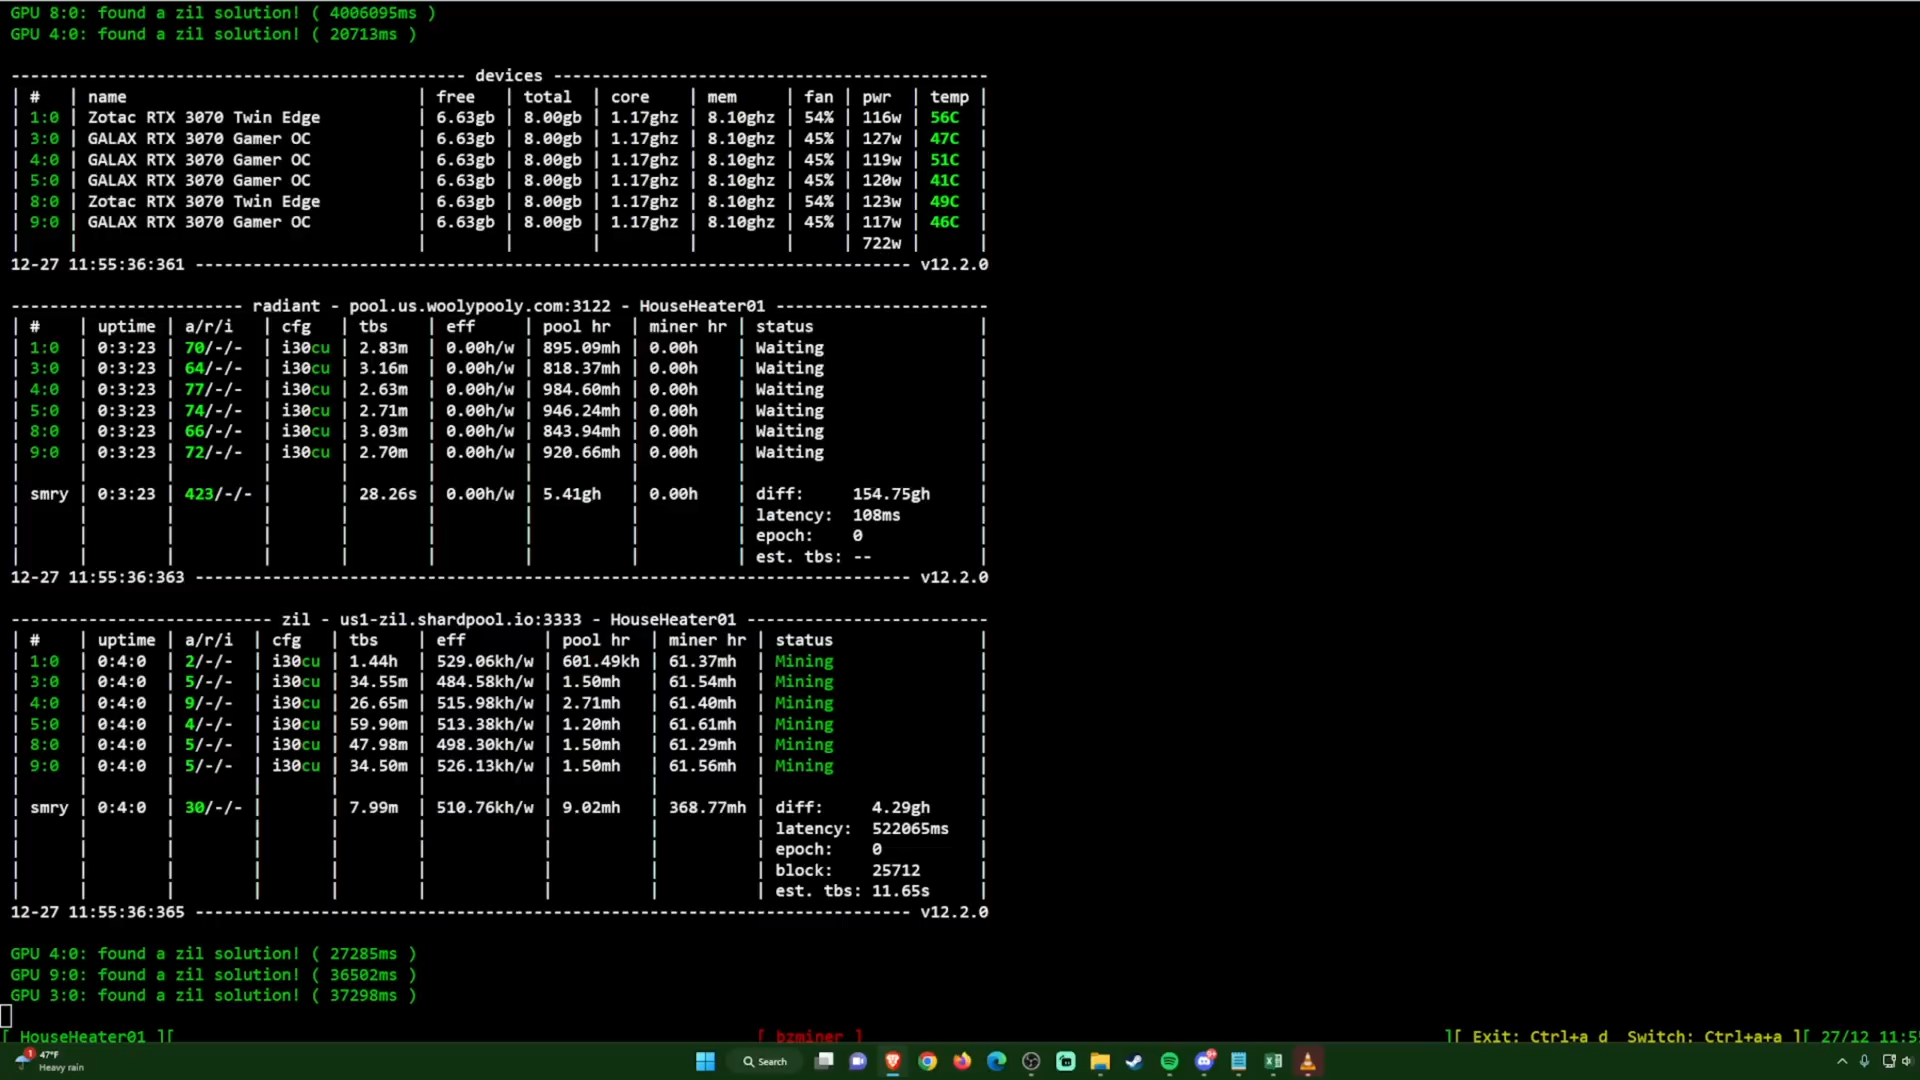 GPU 8:0: found a zil solution! ( 4006095ms )
GPU 4:0: found a zil solution! ( 20713ms )
----------------------------------------------- devices ---------------------------------------------
| # | name | free | total | core | mem | fan | pwr | temp |
| 1:0 | Zotac RTX 3070 Twin Edge | 6.63gb | 8.00gb | 1.17ghz | 8.10ghz | 54% | 116w | 56C |
| 3:0 | GALAX RTX 3070 Gamer OC | 6.63gb | 8.00gb | 1.17ghz | 8.10ghz | 45% | 127w | 47C |
| 4:0 | GALAX RTX 3070 Gamer OC | 6.63gb | 8.00gb | 1.17ghz | 8.10ghz | 45% | 119w | 51C |
| 5:0 | GALAX RTX 3070 Gamer OC | 6.63gb | 8.00gb | 1.17ghz | 8.10ghz | 45% | 120w | 41C |
| 8:0 | Zotac RTX 3070 Twin Edge | 6.63gb | 8.00gb | 1.17ghz | 8.10ghz | 54% | 123w | 49C |
| 9:0 | GALAX RTX 3070 Gamer OC | 6.63gb | 8.00gb | 1.17ghz | 8.10ghz | 45% | 117w | 46C |
| | | | | | | | 722w | |
12-27 11:55:36:361 -------------------------------------------------------------------------- v12.2.0
------------------------ radiant - pool.us.woolypooly.com:3122 - HouseHeater01 ----------------------
| # | uptime | a/r/i | cfg | tbs | eff | pool hr | miner hr | status |
| 1:0 | 0:3:23 | 70/-/- | i30cu | 2.83m | 0.00h/w | 895.09mh | 0.00h | Waiting |
| 3:0 | 0:3:23 | 64/-/- | i30cu | 3.16m | 0.00h/w | 818.37mh | 0.00h | Waiting |
| 4:0 | 0:3:23 | 77/-/- | i30cu | 2.63m | 0.00h/w | 984.60mh | 0.00h | Waiting |
| 5:0 | 0:3:23 | 74/-/- | i30cu | 2.71m | 0.00h/w | 946.24mh | 0.00h | Waiting |
| 8:0 | 0:3:23 | 66/-/- | i30cu | 3.03m | 0.00h/w | 843.94mh | 0.00h | Waiting |
| 9:0 | 0:3:23 | 72/-/- | i30cu | 2.70m | 0.00h/w | 920.66mh | 0.00h | Waiting |
| smry | 0:3:23 | 423/-/- | | 28.26s | 0.00h/w | 5.41gh | 0.00h | diff: 154.75gh |
| latency: 108ms |
| epoch: 0 |
| est. tbs: -- |
12-27 11:55:36:363 -------------------------------------------------------------------------- v12.2.0
--------------------------- zil - us1-zil.shardpool.io:3333 - HouseHeater01 -------------------------
| # | uptime | a/r/i | cfg | tbs | eff | pool hr | miner hr | status |
| 1:0 | 0:4:0 | 2/-/- | i30cu | 1.44h | 529.06kh/w | 601.49kh | 61.37mh | Mining |
| 3:0 | 0:4:0 | 5/-/- | i30cu | 34.55m | 484.58kh/w | 1.50mh | 61.54mh | Mining |
| 4:0 | 0:4:0 | 9/-/- | i30cu | 26.65m | 515.98kh/w | 2.71mh | 61.40mh | Mining |
| 5:0 | 0:4:0 | 4/-/- | i30cu | 59.90m | 513.38kh/w | 1.20mh | 61.61mh | Mining |
| 8:0 | 0:4:0 | 5/-/- | i30cu | 47.98m | 498.30kh/w | 1.50mh | 61.29mh | Mining |
| 9:0 | 0:4:0 | 5/-/- | i30cu | 34.50m | 526.13kh/w | 1.50mh | 61.56mh | Mining |
| smry | 0:4:0 | 30/-/- | | 7.99m | 510.76kh/w | 9.02mh | 368.77mh | diff: 4.29gh |
| latency: 522065ms |
| epoch: 0 |
| block: 25712 |
| est. tbs: 11.65s |
12-27 11:55:36:365 -------------------------------------------------------------------------- v12.2.0
GPU 4:0: found a zil solution! ( 27285ms )
GPU 9:0: found a zil solution! ( 36502ms )
GPU 3:0: found a zil solution! ( 37298ms )
[ HouseHeater01 ][ [ bzminer ] ][ Exit: Ctrl+a d Switch: Ctrl+a+a ][ 27/12 11:5
1 47°F
Heavy rain
Search